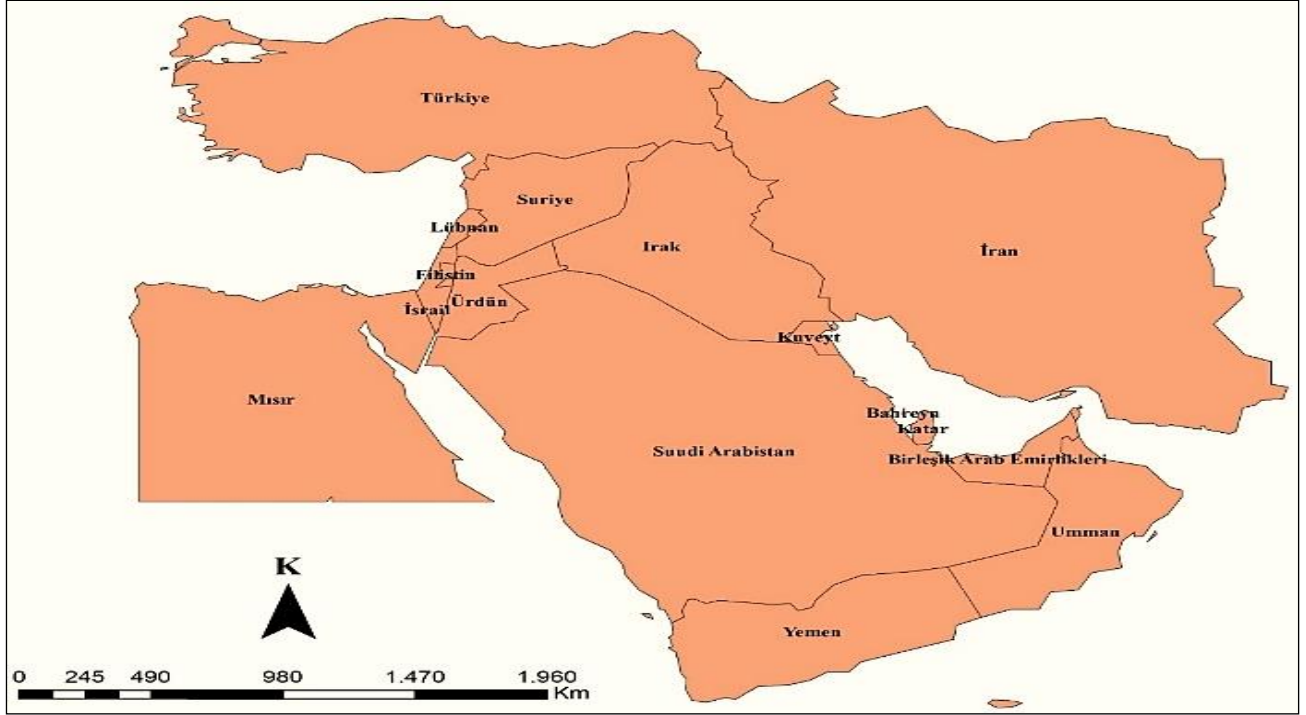 Türkiye
Suriye
Lübnan
Irak
İran
Filistin
Ürdün
İsrail
Kuveyt
Mısır
Bahreyn
Katar
Suudi Arabistan
Birleşik Arab Emirlikleri
Umman
K
Yemen
0 245 490 980 1.470 1.960
Km